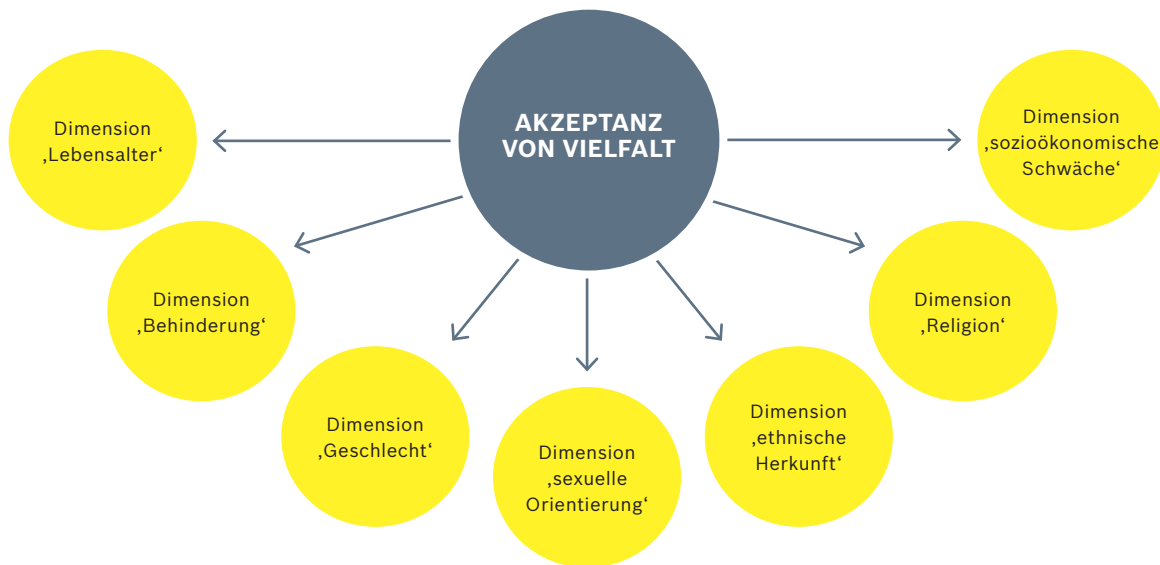 AKZEPTANZ
VON VIELFALT
Dimension
‚Lebensalter‘
Dimension
‚Behinderung‘
Dimension
‚Geschlecht‘
Dimension
‚sexuelle
Orientierung‘
Dimension
‚ethnische
Herkunft‘
Dimension
‚Religion‘
Dimension
‚sozioökonomische
Schwäche‘